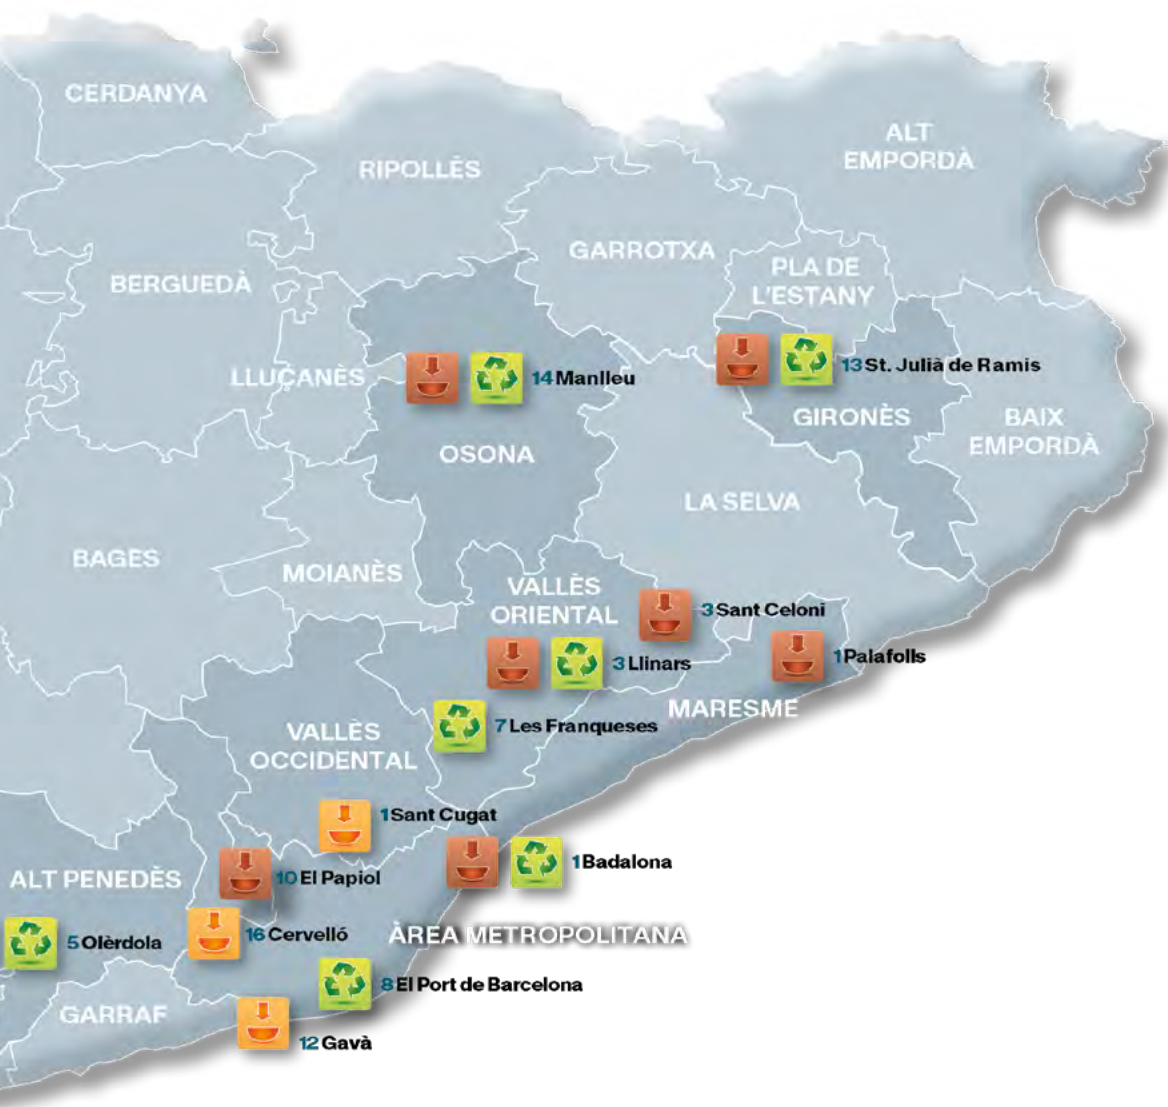 CERDANYA
ALT
EMPORDÀ
RIPOLLÈS
GARROTXA
PLA DE
L'ESTANY
BERGUEDÀ
LLUÇANÈS
14 Manlleu
13 St. Julià de Ramis
GIRONÈS
BAIX
EMPORDÀ
OSONA
LA SELVA
BAGES
MOIANÈS
VALLÈS
ORIENTAL
3 Sant Celoni
3 Llinars
1 Palafolls
MARESME
7 Les Franqueses
VALLÈS
OCCIDENTAL
1 Sant Cugat
1 Badalona
ALT PENEDÈS
10 El Papiol
16 Cervelló
ÀREA METROPOLITANA
5 Olèrdola
8 El Port de Barcelona
GARRAF
12 Gavà